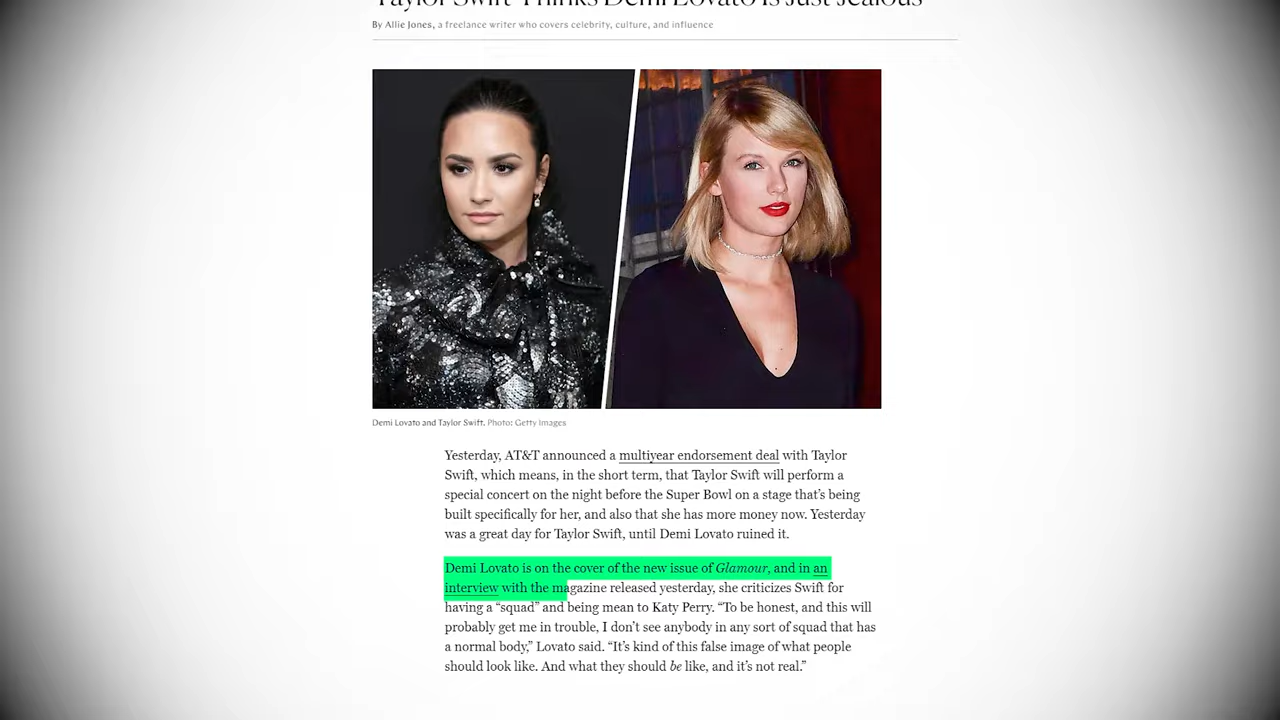 Taylor Swift Thinks Demi Lovato Is Just Jealous
By Allie Jones, a freelance writer who covers celebrity, culture, and influence
Demi Lovato and Taylor Swift. Photo: Getty Images
Yesterday, AT&T announced a multiyear endorsement deal with Taylor
Swift, which means, in the short term, that Taylor Swift will perform a
special concert on the night before the Super Bowl on a stage that’s being
built specifically for her, and also that she has more money now. Yesterday
was a great day for Taylor Swift, until Demi Lovato ruined it.
Demi Lovato is on the cover of the new issue of Glamour, and in an
interview with the magazine released yesterday, she criticizes Swift for
having a “squad” and being mean to Katy Perry. “To be honest, and this will
probably get me in trouble, I don’t see anybody in any sort of squad that has
a normal body,” Lovato said. “It’s kind of this false image of what people
should look like. And what they should be like, and it’s not real.”